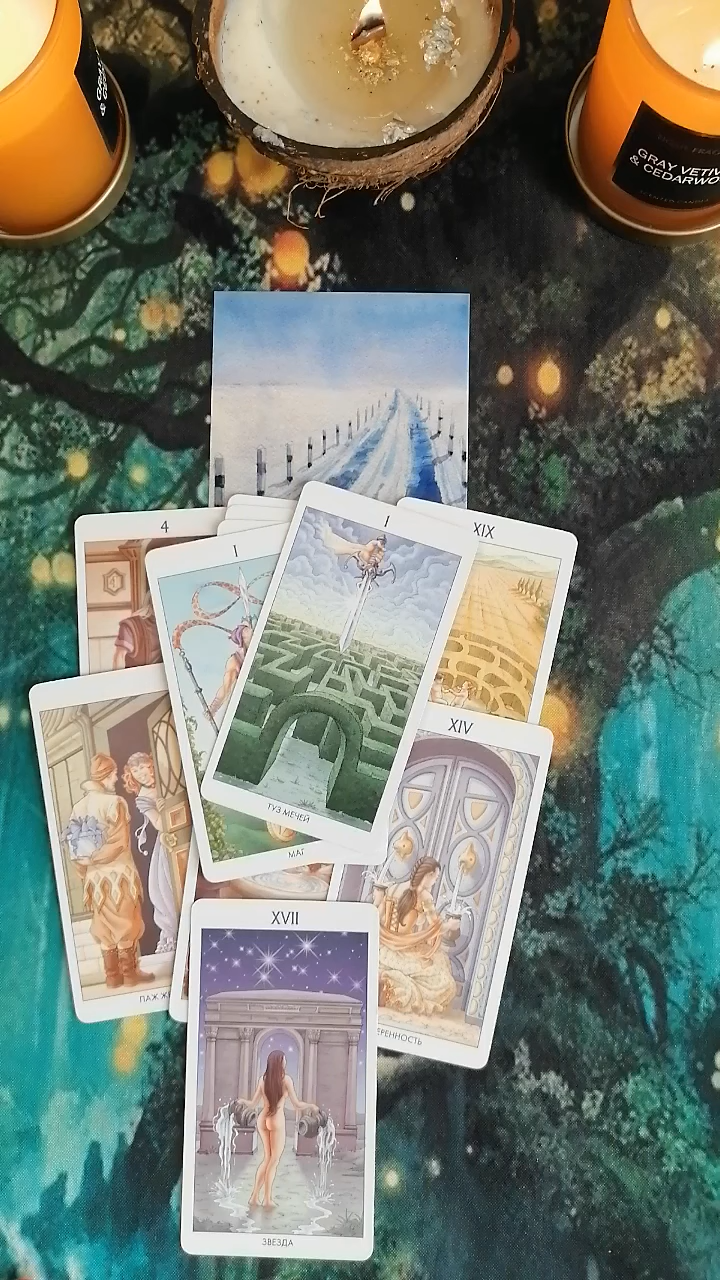 GRAY VETIV
& CEDARWO
4
I
I
XIX
ТУЗ МЕЧЕЙ
МАГ
XIV
ПАЖ Ж
ЕРЕННОСТЬ
XVII
ЗВЕЗДА